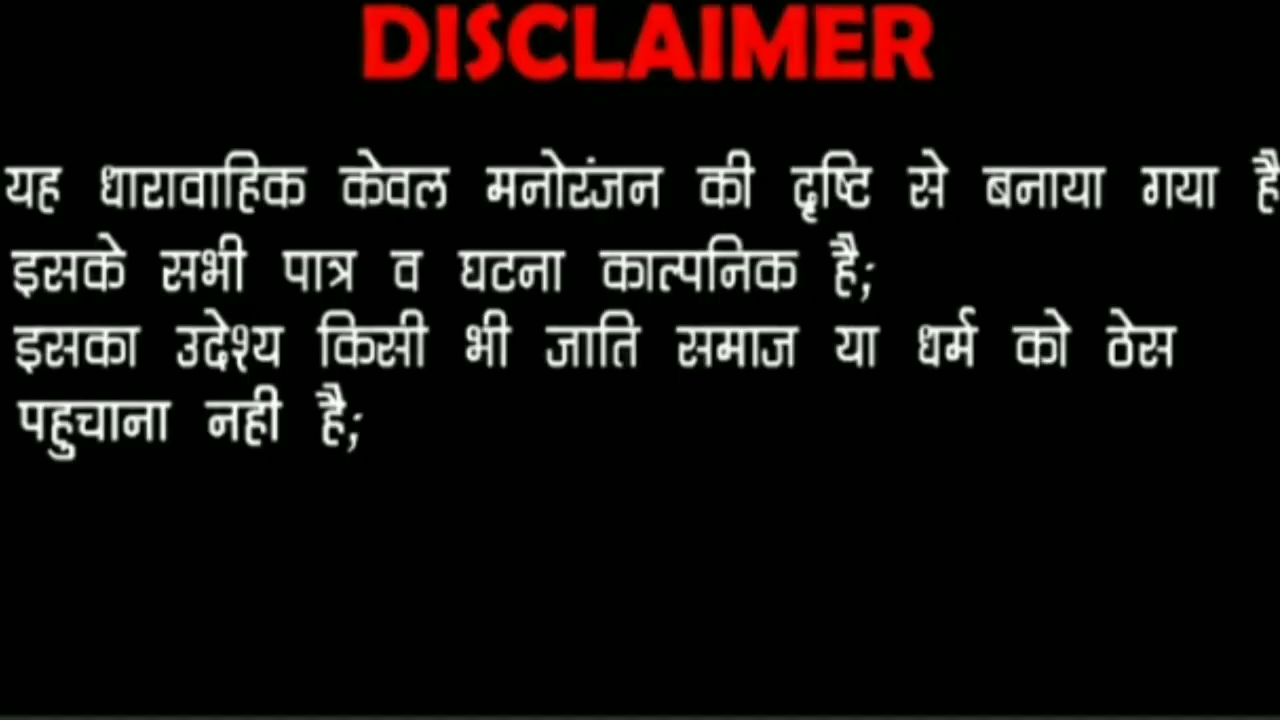 DISCLAIMER
यह धारावाहिक केवल मनोरंजन की दृष्टि से बनाया गया है
इसके सभी पात्र व घटना काल्पनिक है;
इसका उदेश्य किसी भी जाति समाज या धर्म को ठेस
पहुचाना नही है;